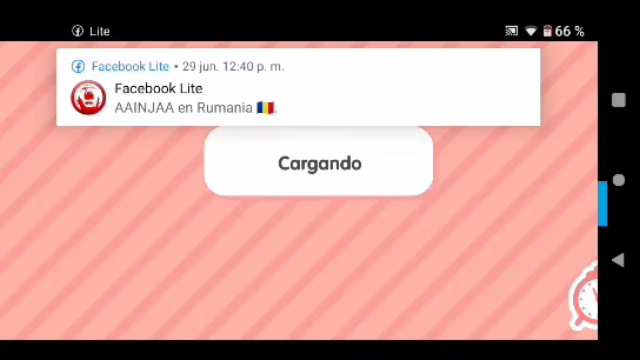 Lite
66 %
Facebook Lite • 29 jun. 12:40 p. m.
Facebook Lite
AAINJAA en Rumania 🇷🇴.
Cargando